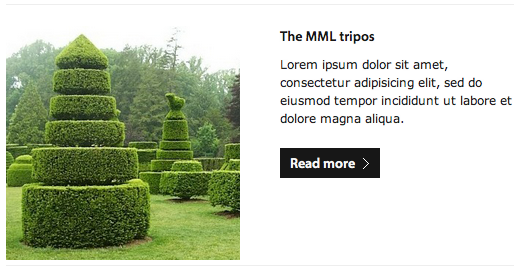 The MML tripos
Lorem ipsum dolor sit amet,
consectetur adipisicing elit, sed do
eiusmod tempor incididunt ut labore et
dolore magna aliqua.
Read more